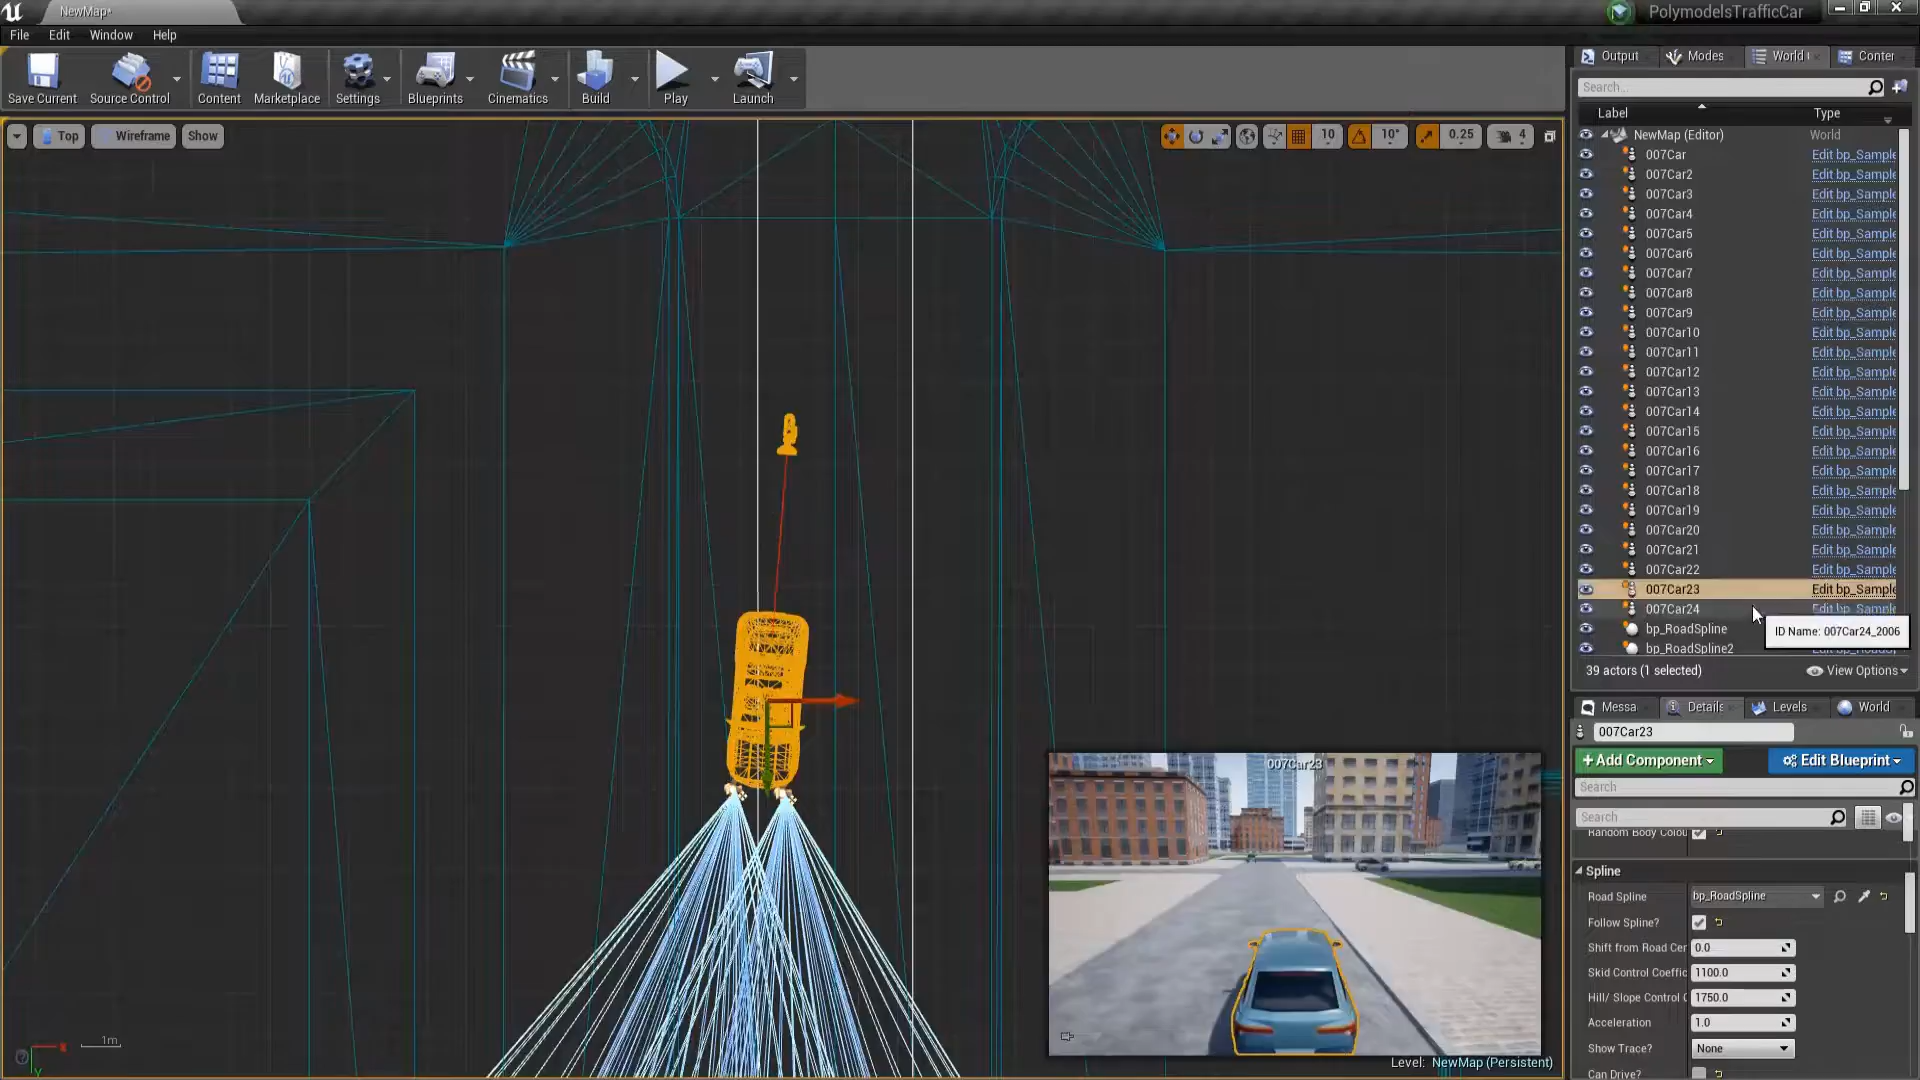 NewMap*
PolymodelsTrafficCar
File Edit Window Help
Save Current Source Control Content Marketplace Settings Blueprints Cinematics Build Play Launch
Top Wireframe Show
10 10° 0.25 4
Output Modes World Conter
Search...
Label Type
NewMap (Editor) World
007Car Edit bp_Sample
007Car2 Edit bp_Sample
007Car3 Edit bp_Sample
007Car4 Edit bp_Sample
007Car5 Edit bp_Sample
007Car6 Edit bp_Sample
007Car7 Edit bp_Sample
007Car8 Edit bp_Sample
007Car9 Edit bp_Sample
007Car10 Edit bp_Sample
007Car11 Edit bp_Sample
007Car12 Edit bp_Sample
007Car13 Edit bp_Sample
007Car14 Edit bp_Sample
007Car15 Edit bp_Sample
007Car16 Edit bp_Sample
007Car17 Edit bp_Sample
007Car18 Edit bp_Sample
007Car19 Edit bp_Sample
007Car20 Edit bp_Sample
007Car21 Edit bp_Sample
007Car22 Edit bp_Sample
007Car23 Edit bp_Sample
007Car24 Edit bp_Sample
bp_RoadSpline
ID Name: 007Car24_2006
bp_RoadSpline2
39 actors (1 selected) View Options
Messa Details Levels World
007Car23
+Add Component Edit Blueprint
Search
Search
Random Body Colou
Spline
Road Spline bp_RoadSpline
Follow Spline?
Shift from Road Cer 0.0
Skid Control Coeffic 1100.0
Hill/ Slope Control 1750.0
Acceleration 1.0
Show Trace? None
Can Drive?
007Car23
1m
X
Y
Level: NewMap (Persistent)